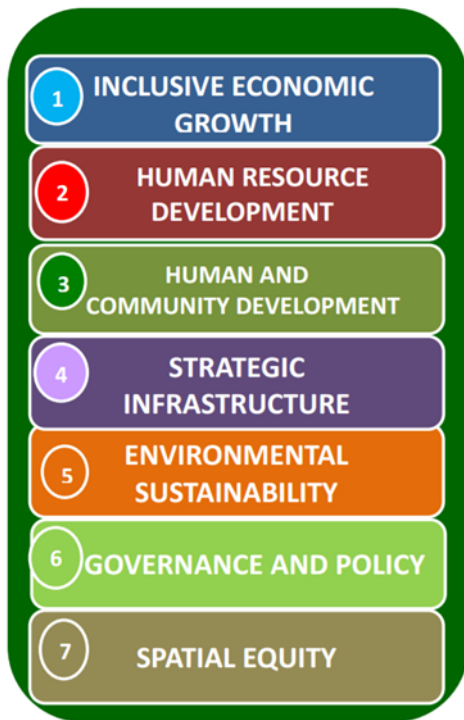 1
INCLUSIVE ECONOMIC
GROWTH
2
HUMAN RESOURCE
DEVELOPMENT
3
HUMAN AND
COMMUNITY DEVELOPMENT
4
STRATEGIC
INFRASTRUCTURE
5
ENVIRONMENTAL
SUSTAINABILITY
6
GOVERNANCE AND POLICY
7
SPATIAL EQUITY